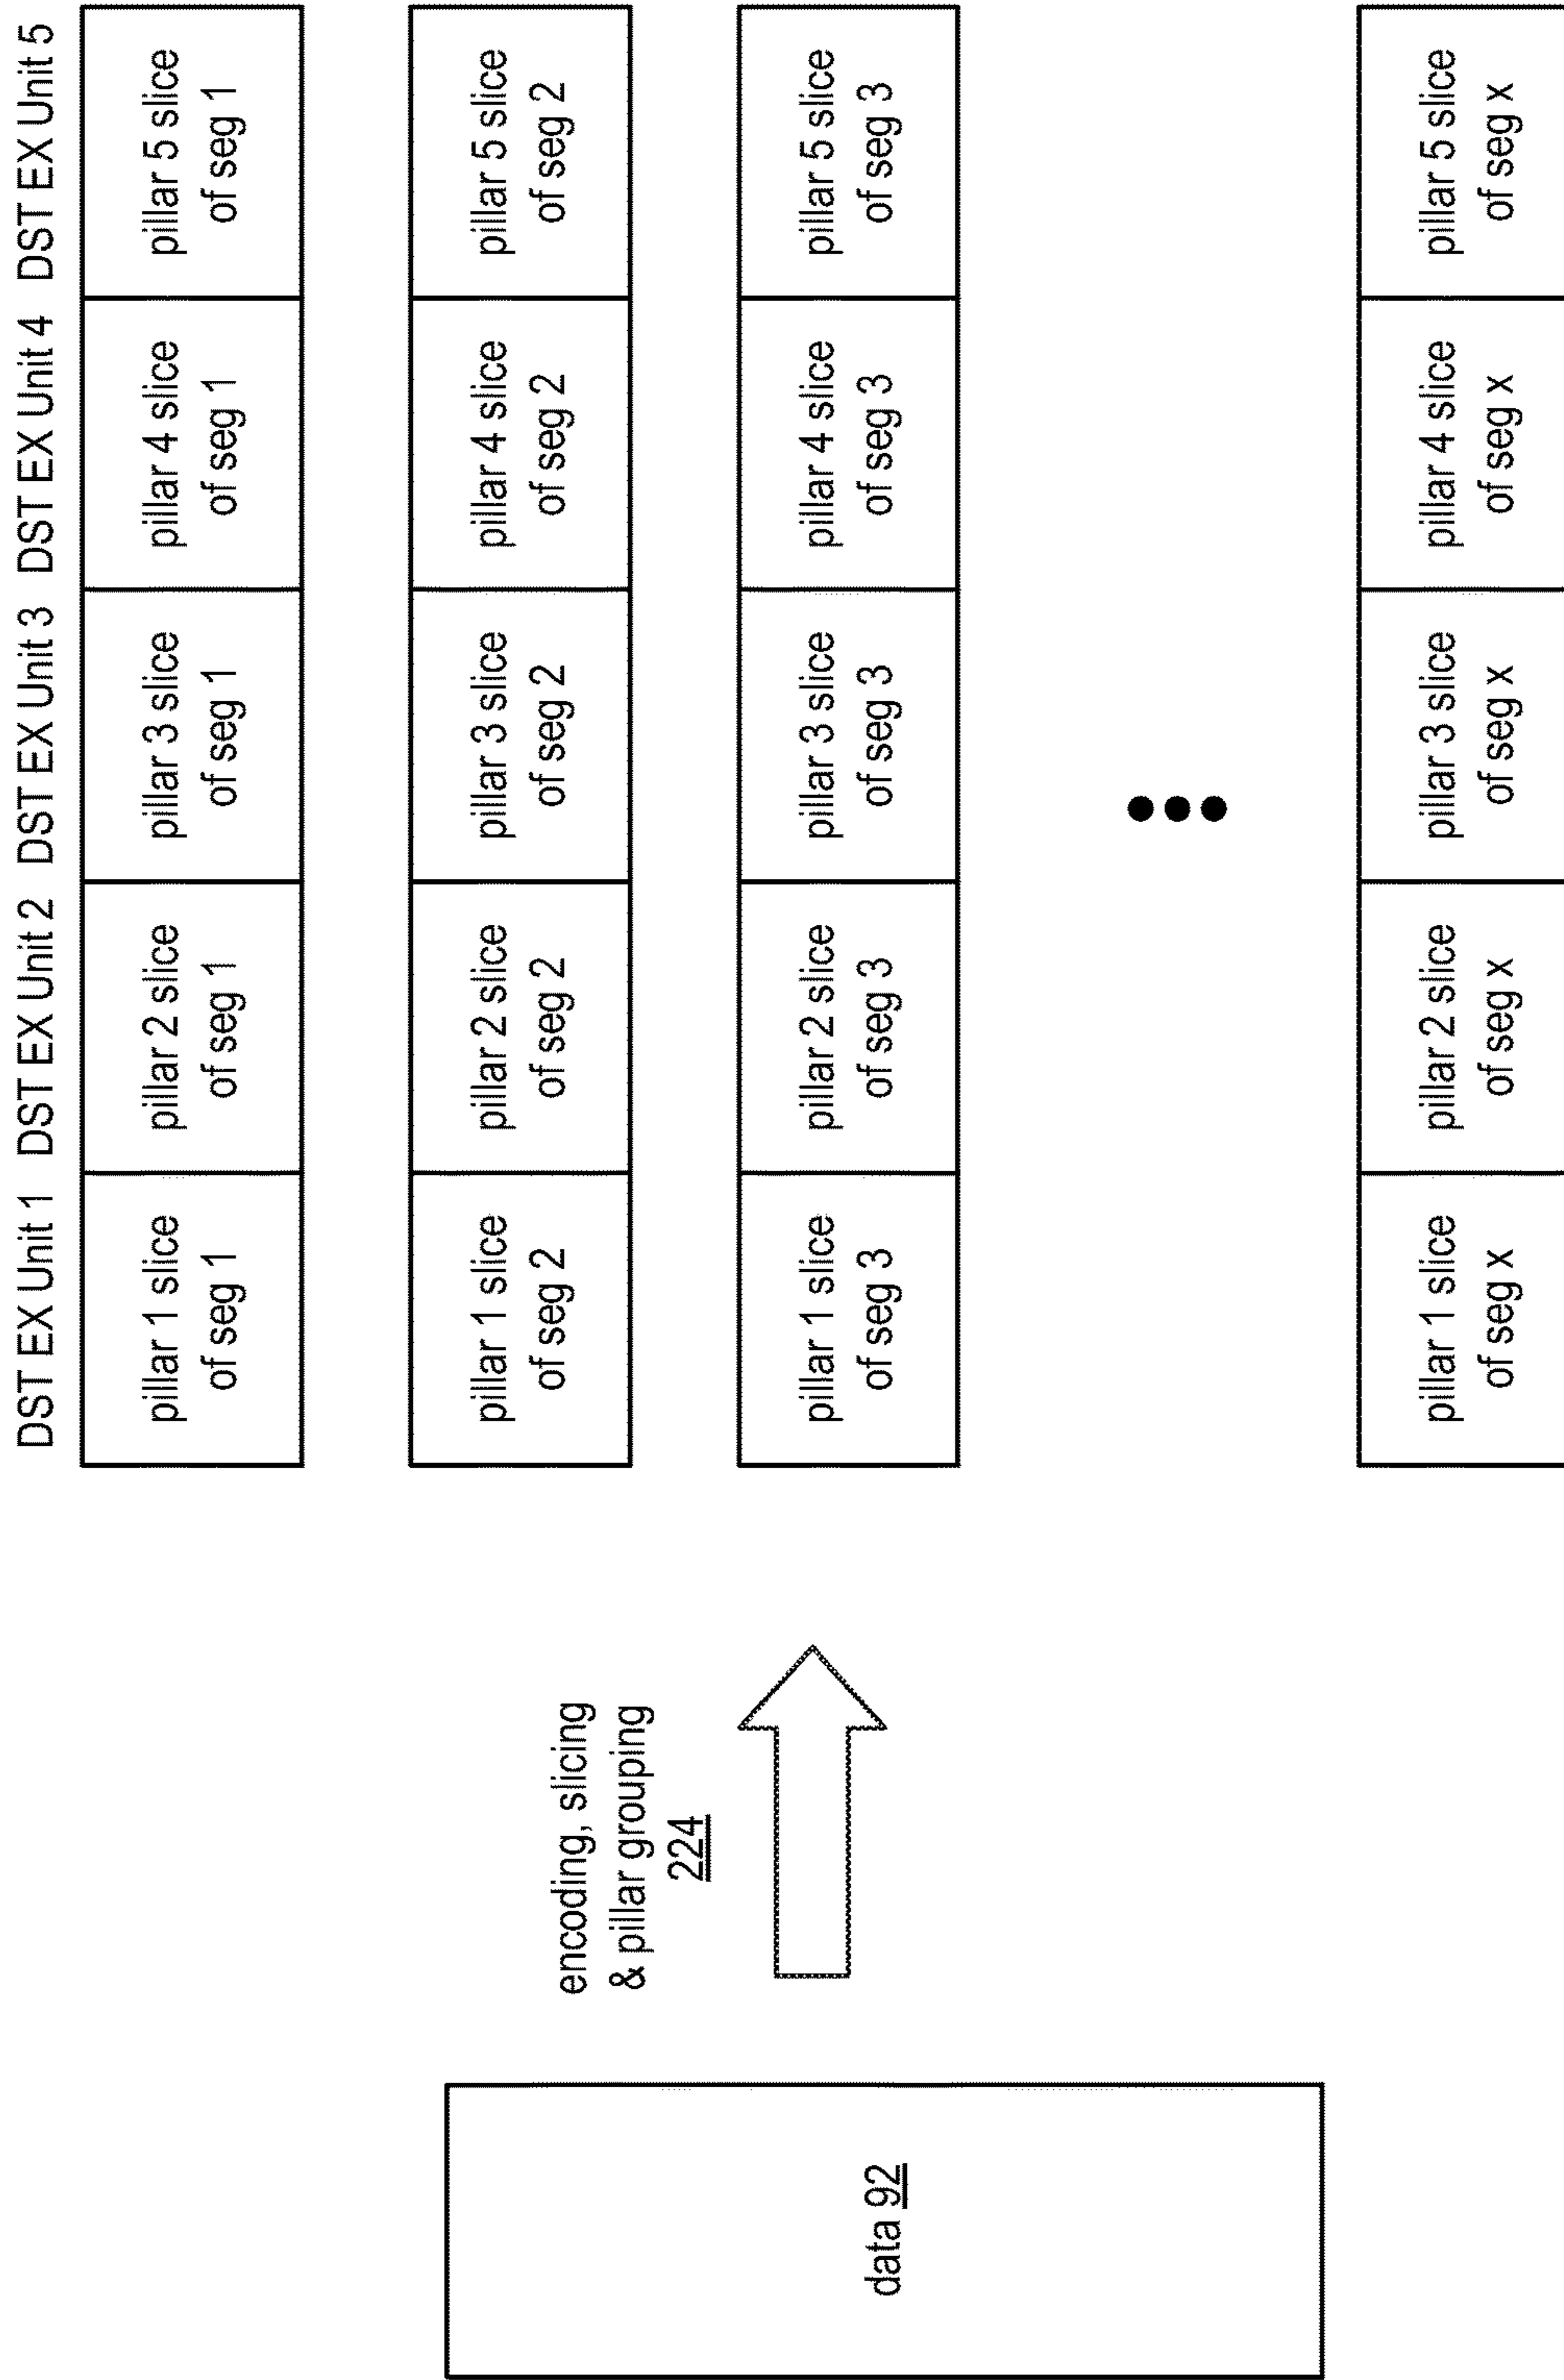 data 92
encoding, slicing
& pillar grouping
224
DST EX Unit 1 DST EX Unit 2 DST EX Unit 3 DST EX Unit 4 DST EX Unit 5
pillar 1 slice
of seg 1
pillar 2 slice
of seg 1
pillar 3 slice
of seg 1
pillar 4 slice
of seg 1
pillar 5 slice
of seg 1
pillar 1 slice
of seg 2
pillar 2 slice
of seg 2
pillar 3 slice
of seg 2
pillar 4 slice
of seg 2
pillar 5 slice
of seg 2
pillar 1 slice
of seg 3
pillar 2 slice
of seg 3
pillar 3 slice
of seg 3
pillar 4 slice
of seg 3
pillar 5 slice
of seg 3
pillar 1 slice
of seg x
pillar 2 slice
of seg x
pillar 3 slice
of seg x
pillar 4 slice
of seg x
pillar 5 slice
of seg x